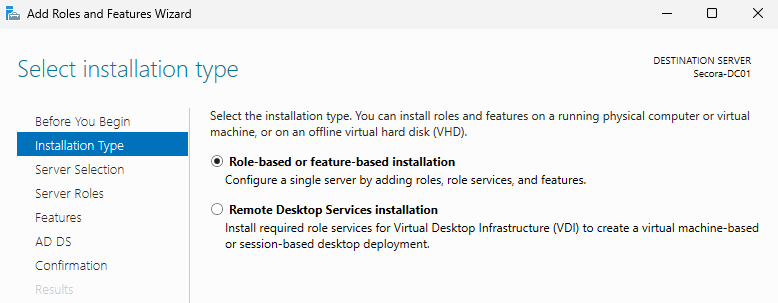 Add Roles and Features Wizard
Select installation type
DESTINATION SERVER
Secora-DC01
Before You Begin
Installation Type
Server Selection
Server Roles
Features
AD DS
Confirmation
Results
Select the installation type. You can install roles and features on a running physical computer or virtual
machine, or on an offline virtual hard disk (VHD).
Role-based or feature-based installation
Configure a single server by adding roles, role services, and features.
Remote Desktop Services installation
Install required role services for Virtual Desktop Infrastructure (VDI) to create a virtual machine-based
or session-based desktop deployment.